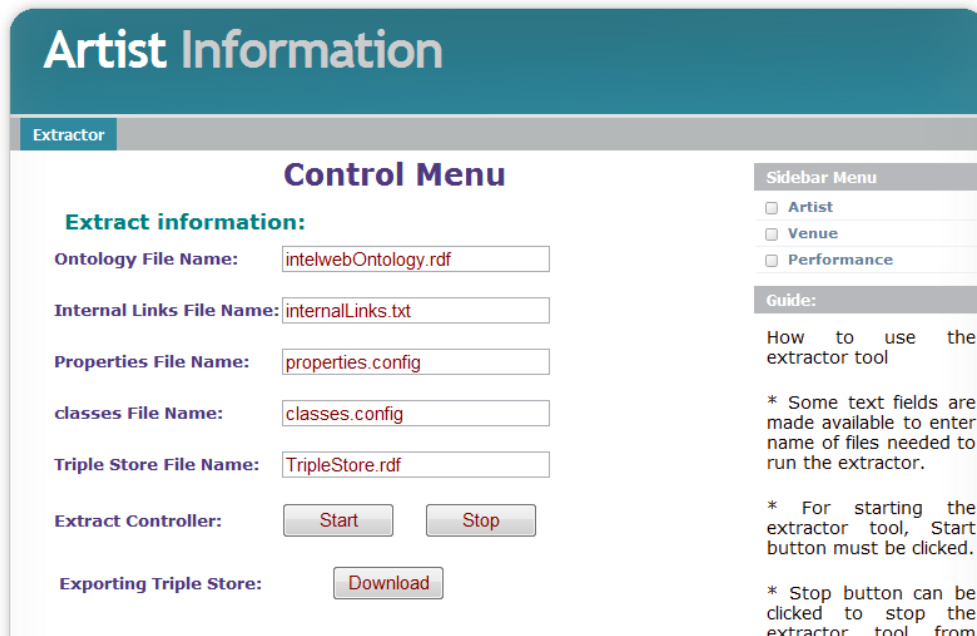 Artist Information
Extractor
Control Menu
Extract information:
Ontology File Name: intelwebOntology.rdf
Internal Links File Name: internalLinks.txt
Properties File Name: properties.config
classes File Name: classes.config
Triple Store File Name: TripleStore.rdf
Extract Controller: Start Stop
Exporting Triple Store: Download
Sidebar Menu
Artist
Venue
Performance
Guide:
How to use the
extractor tool
* Some text fields are
made available to enter
name of files needed to
run the extractor.
* For starting the
extractor tool, Start
button must be clicked.
* Stop button can be
clicked to stop the
extractor tool from